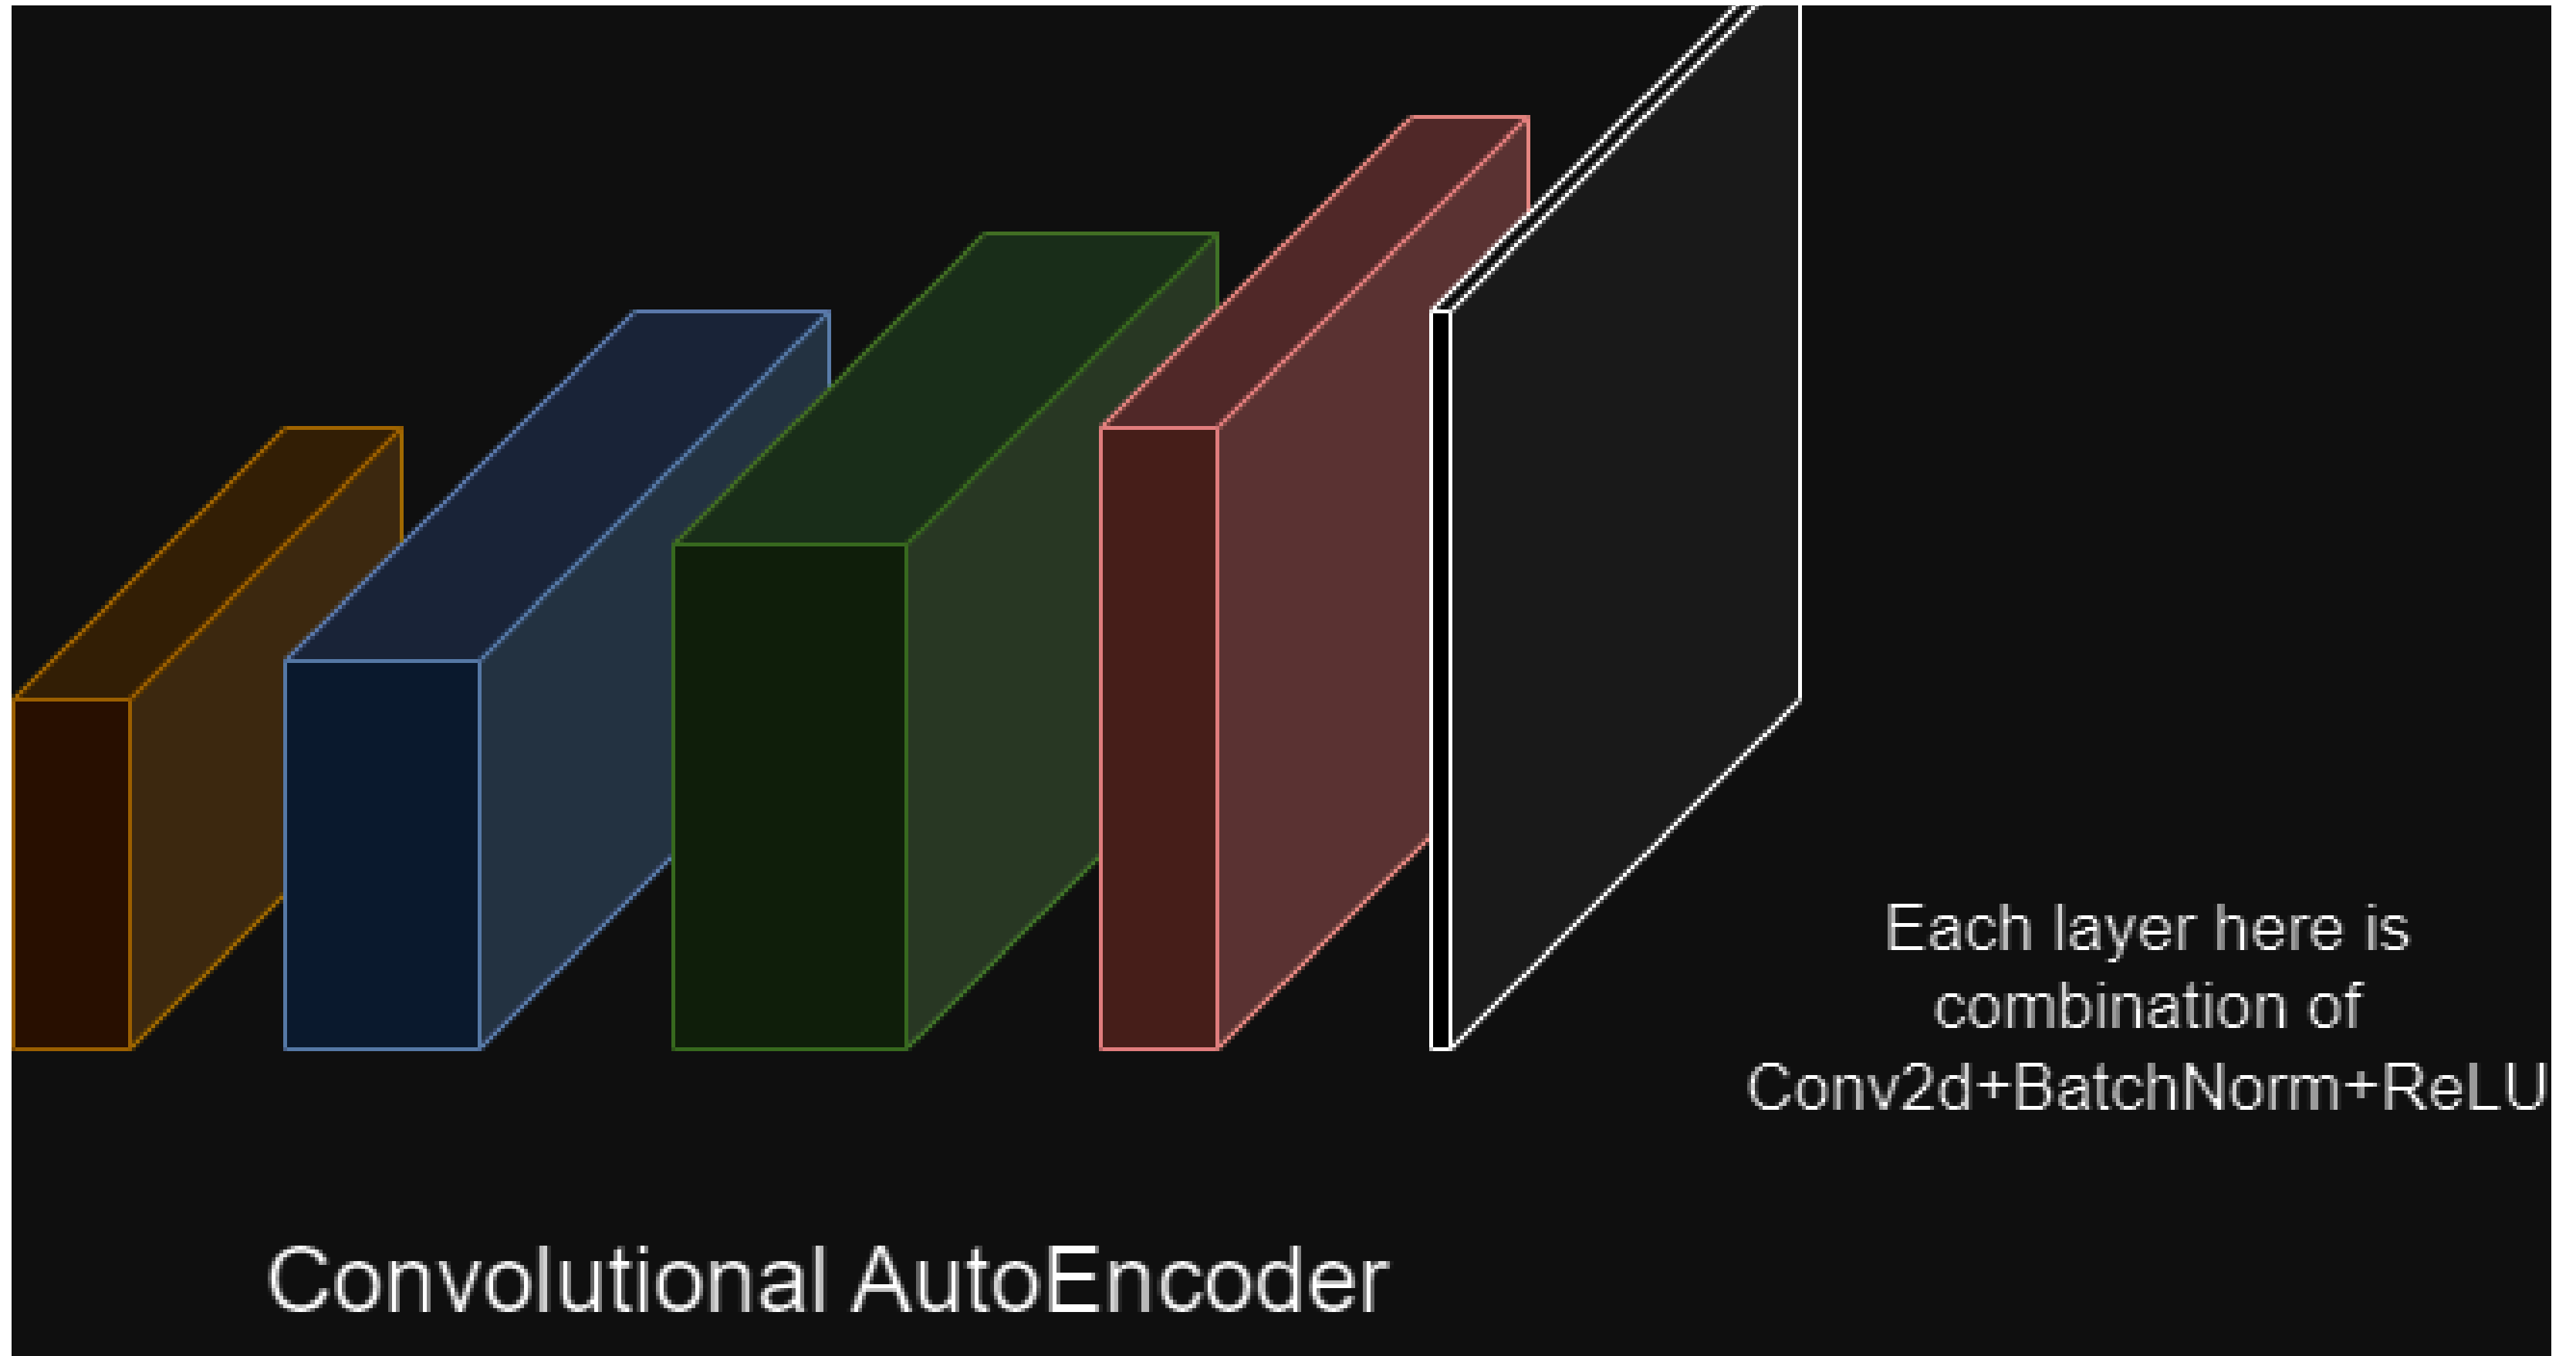 Each layer here is
combination of
Conv2d+BatchNorm+ReLU
Convolutional AutoEncoder